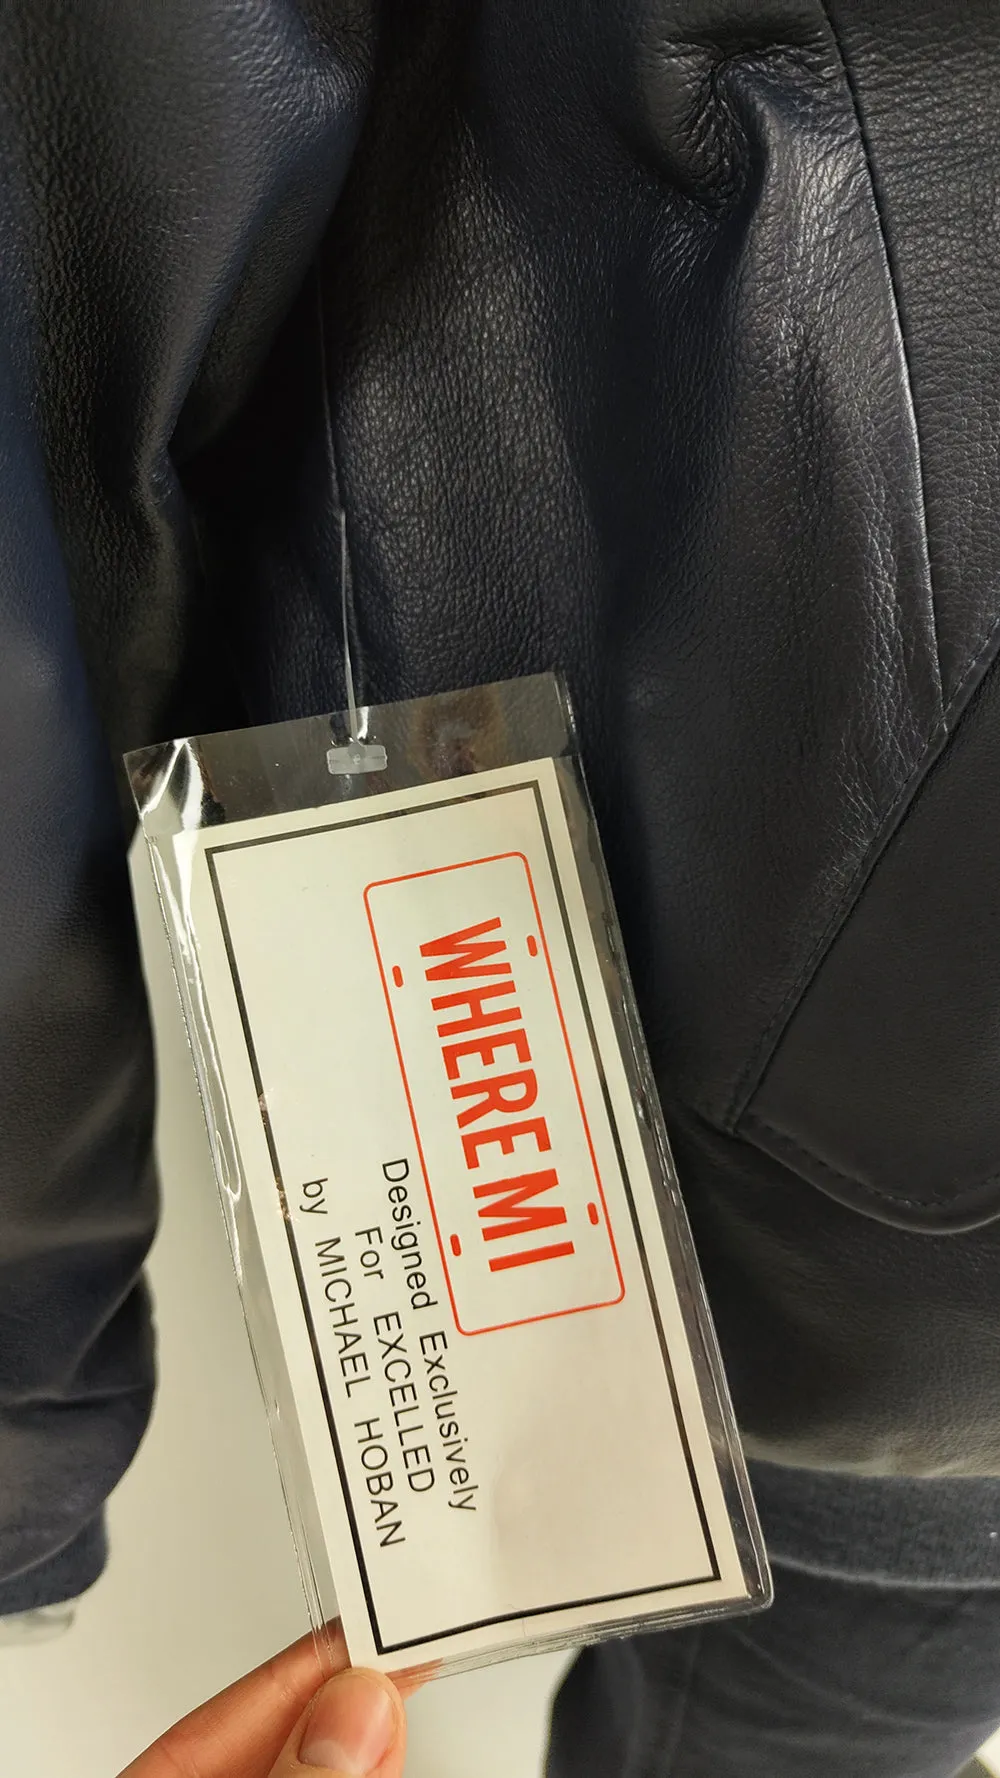 WHERE MI
Designed Exclusively
For EXCELLED
by MICHAEL HOBAN